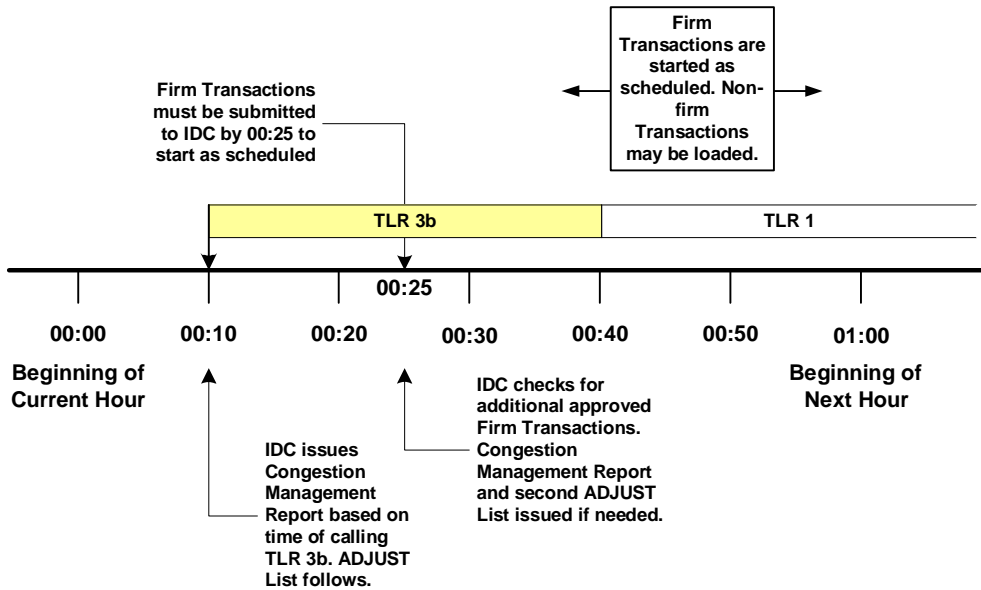 Firm
Transactions are
started as
scheduled. Non-
firm
Transactions
may be loaded.
Firm Transactions
must be submitted
to IDC by 00:25 to
start as scheduled
TLR 3b
TLR 1
00:25
00:00
00:10
00:20
00:30
00:40
00:50
01:00
Beginning of
Current Hour
Beginning of
Next Hour
IDC issues
Congestion
Management
Report based on
time of calling
TLR 3b. ADJUST
List follows.
IDC checks for
additional approved
Firm Transactions.
Congestion
Management Report
and second ADJUST
List issued if needed.